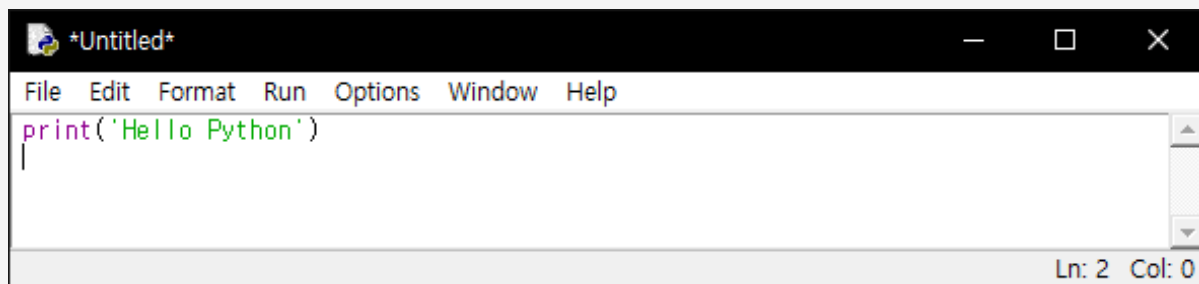 *Untitled*
File Edit Format Run Options Window Help
print('Hello Python')
Ln: 2 Col: 0